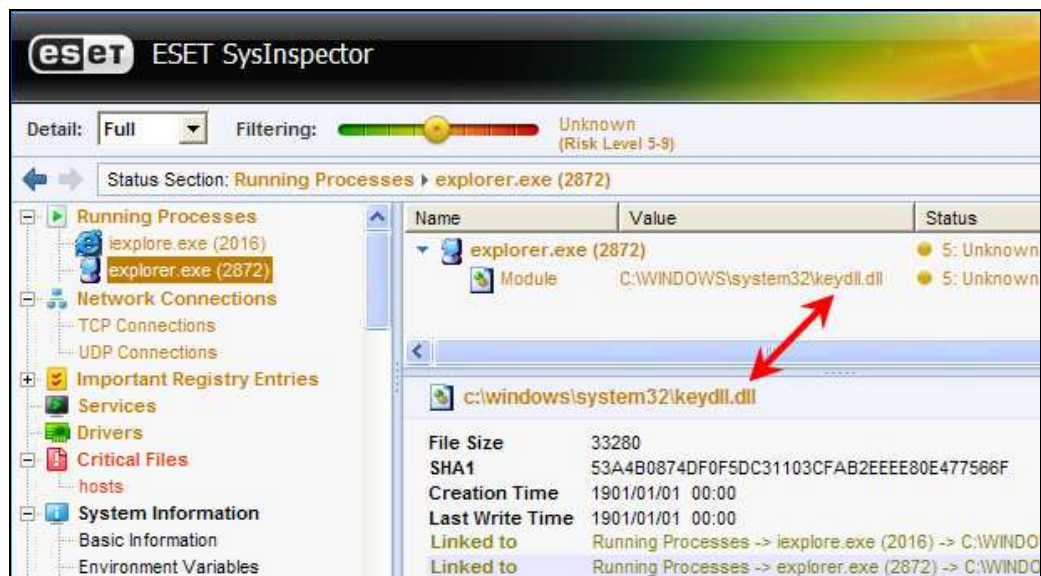 eseT ESET SysInspector
Detail: Full Filtering: Unknown
(Risk Level 5-9)
Status Section: Running Processes explorer.exe (2872)
Running Processes
iexplore.exe (2016)
explorer.exe (2872)
Network Connections
TCP Connections
UDP Connections
Important Registry Entries
Services
Drivers
Critical Files
hosts
System Information
Basic Information
Environment Variables
Name Value Status
explorer.exe (2872) 5: Unknown
Module C:\WINDOWS\system32\keydll.dll 5: Unknown
c:\windows\system32\keydll.dll
File Size 33280
SHA1 53A4B0874DF0F5DC31103CFAB2EEEE80E477566F
Creation Time 1901/01/01 00:00
Last Write Time 1901/01/01 00:00
Linked to Running Processes -> iexplore.exe (2016) -> C:\WINDO
Linked to Running Processes -> explorer.exe (2872) -> C:\WINDO